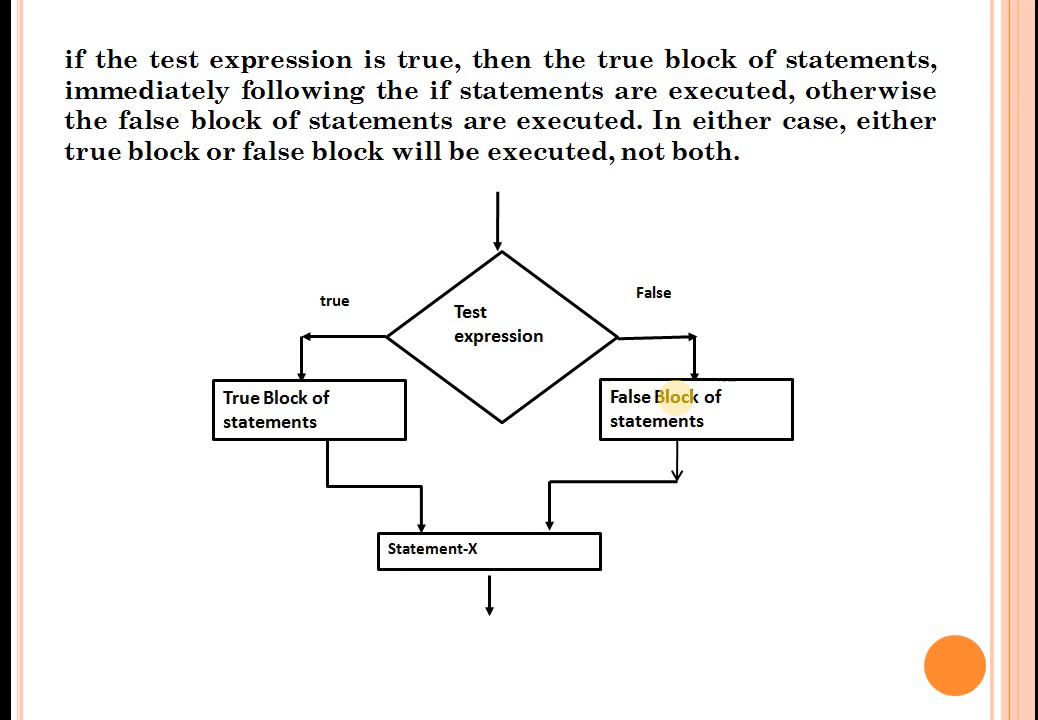 if the test expression is true, then the true block of statements,
immediately following the if statements are executed, otherwise
the false block of statements are executed. In either case, either
true block or false block will be executed, not both.
true
False
Test
expression
True Block of
statements
False Block of
statements
Statement-X